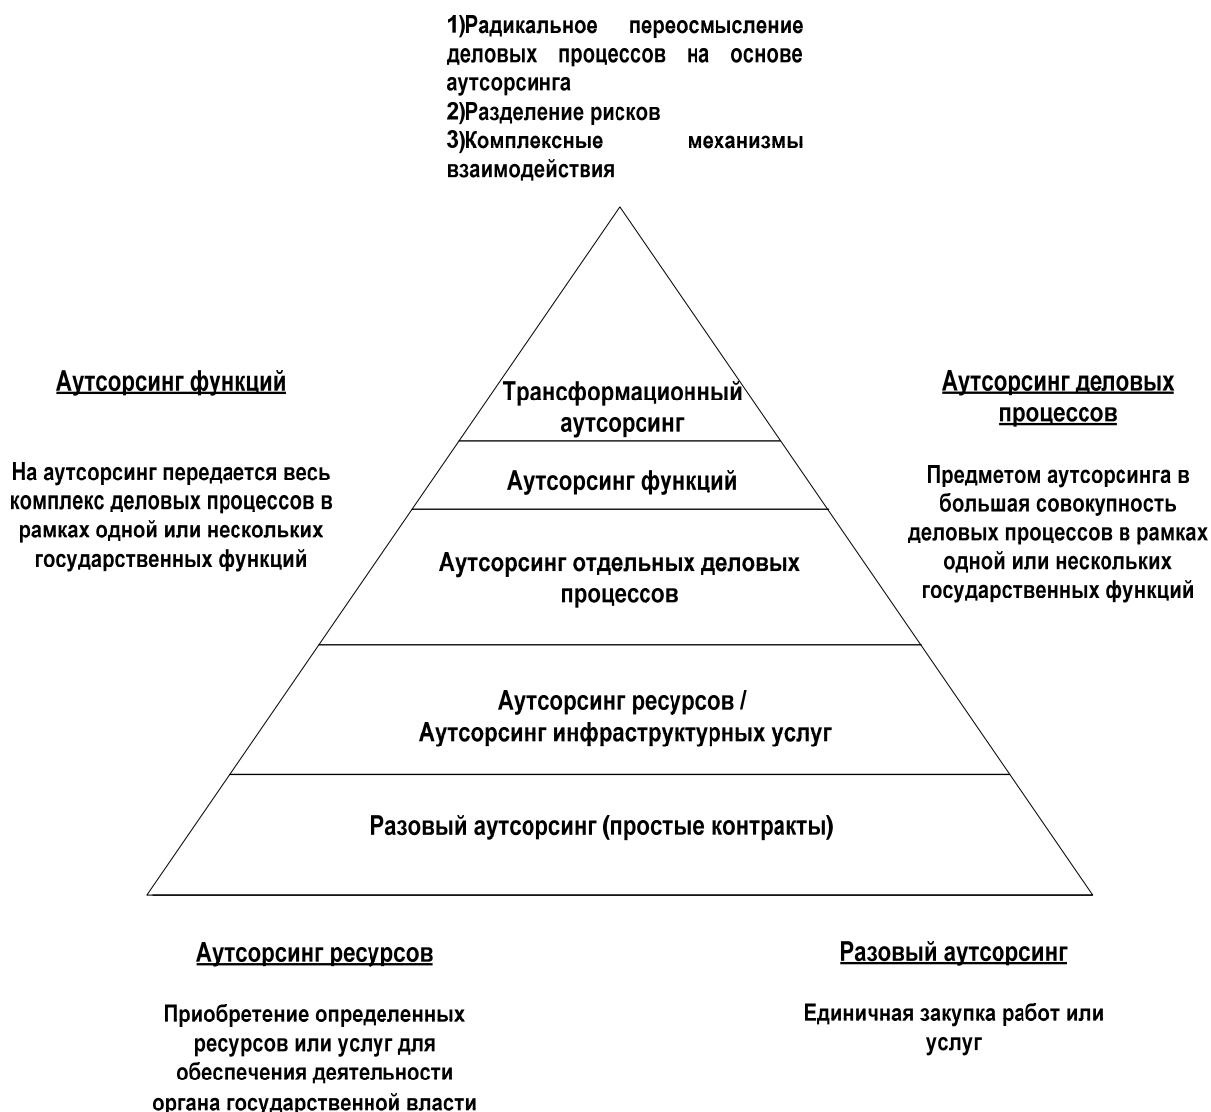 1)Радикальное переосмысление
деловых процессов на основе
аутсорсинга
2)Разделение рисков
3)Комплексные механизмы
взаимодействия
Аутсорсинг функций
На аутсорсинг передается весь
комплекс деловых процессов в
рамках одной или нескольких
государственных функций
Трансформационный
аутсорсинг
Аутсорсинг функций
Аутсорсинг отдельных деловых
процессов
Аутсорсинг ресурсов /
Аутсорсинг инфраструктурных услуг
Разовый аутсорсинг (простые контракты)
Аутсорсинг деловых
процессов
Предметом аутсорсинга в
большая совокупность
деловых процессов в рамках
одной или нескольких
государственных функций
Аутсорсинг ресурсов
Приобретение определенных
ресурсов или услуг для
обеспечения деятельности
органа государственной власти
Разовый аутсорсинг
Единичная закупка работ или
услуг